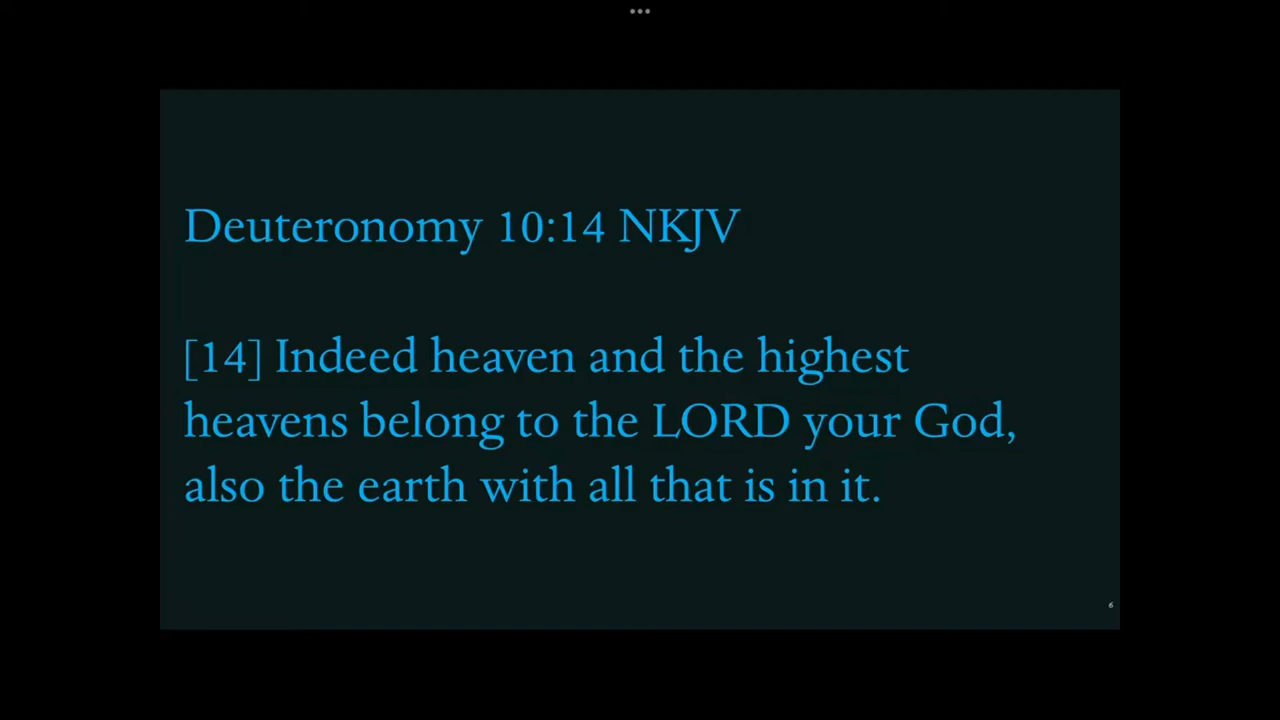 Deuteronomy 10:14 NKJV
[14] Indeed heaven and the highest
heavens belong to the LORD your God,
also the earth with all that is in it.
6